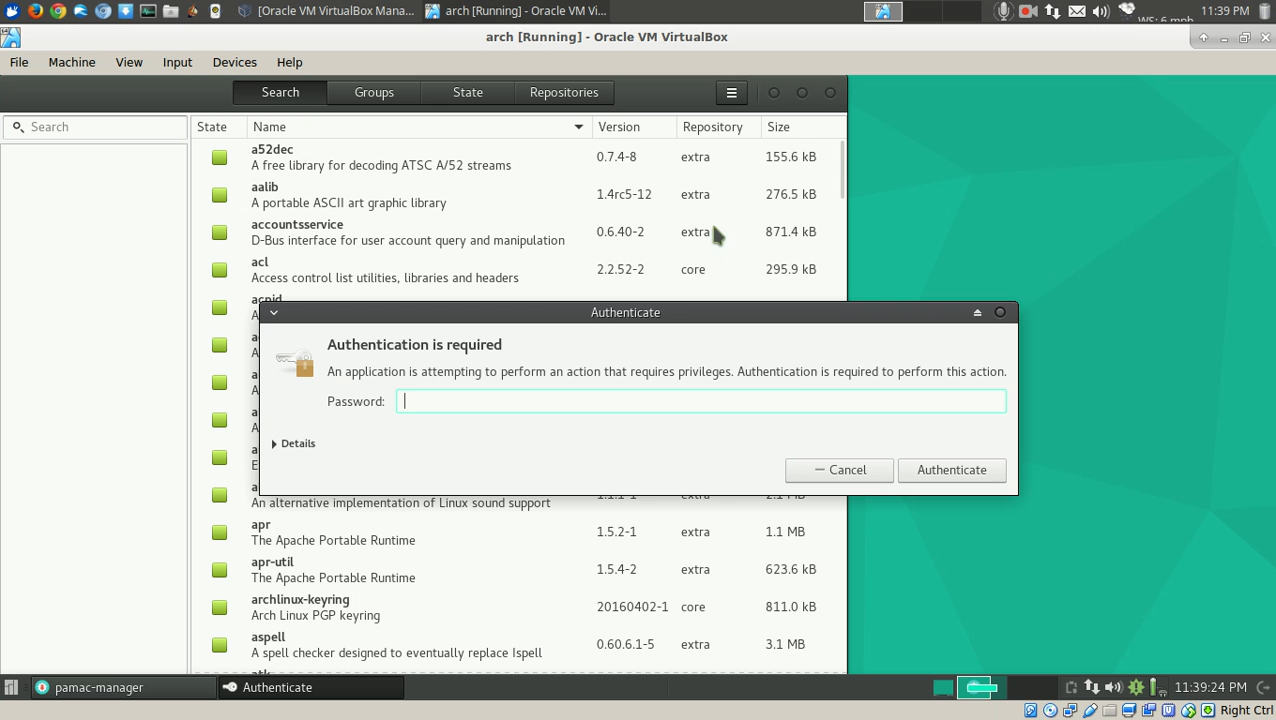 [Oracle VM VirtualBox Mana...
arch [Running] - Oracle VM Vi...
WS: 6 mph
11:39 PM
arch [Running] - Oracle VM VirtualBox
File Machine View Input Devices Help
Search Groups State Repositories
Search
State Name Version Repository Size
a52dec
A free library for decoding ATSC A/52 streams
0.7.4-8 extra 155.6 kB
aalib
A portable ASCII art graphic library
1.4rc5-12 extra 276.5 kB
accountsservice
D-Bus interface for user account query and manipulation
0.6.40-2 extra 871.4 kB
acl
Access control list utilities, libraries and headers
2.2.52-2 core 295.9 kB
acpid
Authenticate
Authentication is required
An application is attempting to perform an action that requires privileges. Authentication is required to perform this action.
Password:
Details
Cancel Authenticate
An alternative implementation of Linux sound support
apr
The Apache Portable Runtime
1.5.2-1 extra 1.1 MB
apr-util
The Apache Portable Runtime
1.5.4-2 extra 623.6 kB
archlinux-keyring
Arch Linux PGP keyring
20160402-1 core 811.0 kB
aspell
A spell checker designed to eventually replace Ispell
0.60.6.1-5 extra 3.1 MB
pamac-manager
Authenticate
11:39:24 PM
Right Ctrl